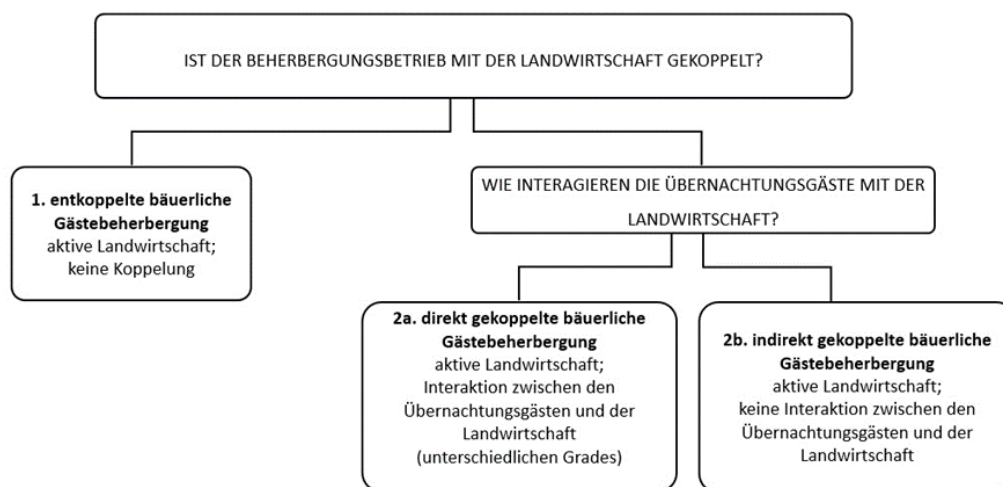 IST DER BEHERBERGUNGSBETRIEB MIT DER LANDWIRTSCHAFT GEKOPPELT?
1. entkoppelte bäuerliche
Gästebeherbergung
aktive Landwirtschaft;
keine Koppelung
WIE INTERAGIEREN DIE ÜBERNACHTUNGSGÄSTE MIT DER
LANDWIRTSCHAFT?
2a. direkt gekoppelte bäuerliche
Gästebeherbergung
aktive Landwirtschaft;
Interaktion zwischen den
Übernachtungsgästen und der
Landwirtschaft
(unterschiedlichen Grades)
2b. indirekt gekoppelte bäuerliche
Gästebeherbergung
aktive Landwirtschaft;
keine Interaktion zwischen den
Übernachtungsgästen und der
Landwirtschaft